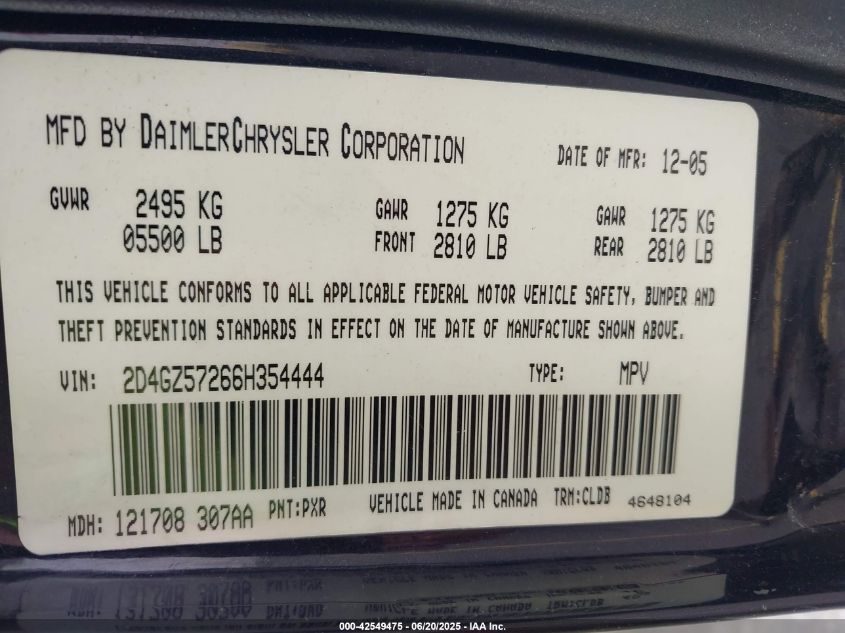 MFD BY DAIMLERCHRYSLER CORPORATION DATE OF MFR: 12-05
GVWR 2495 KG GAWR 1275 KG GAWR 1275 KG
05500 LB FRONT 2810 LB REAR 2810 LB
THIS VEHICLE CONFORMS TO ALL APPLICABLE FEDERAL MOTOR VEHICLE SAFETY, BUMPER AND
THEFT PREVENTION STANDARDS IN EFFECT ON THE DATE OF MANUFACTURE SHOWN ABOVE.
VIN: 2D4GZ57266H354444 TYPE: MPV
MDH: 121708 307AA PNT:PXR VEHICLE MADE IN CANADA TRM:CLDB 4648104
000-42549475 - 06/20/2025 - IAA Inc.